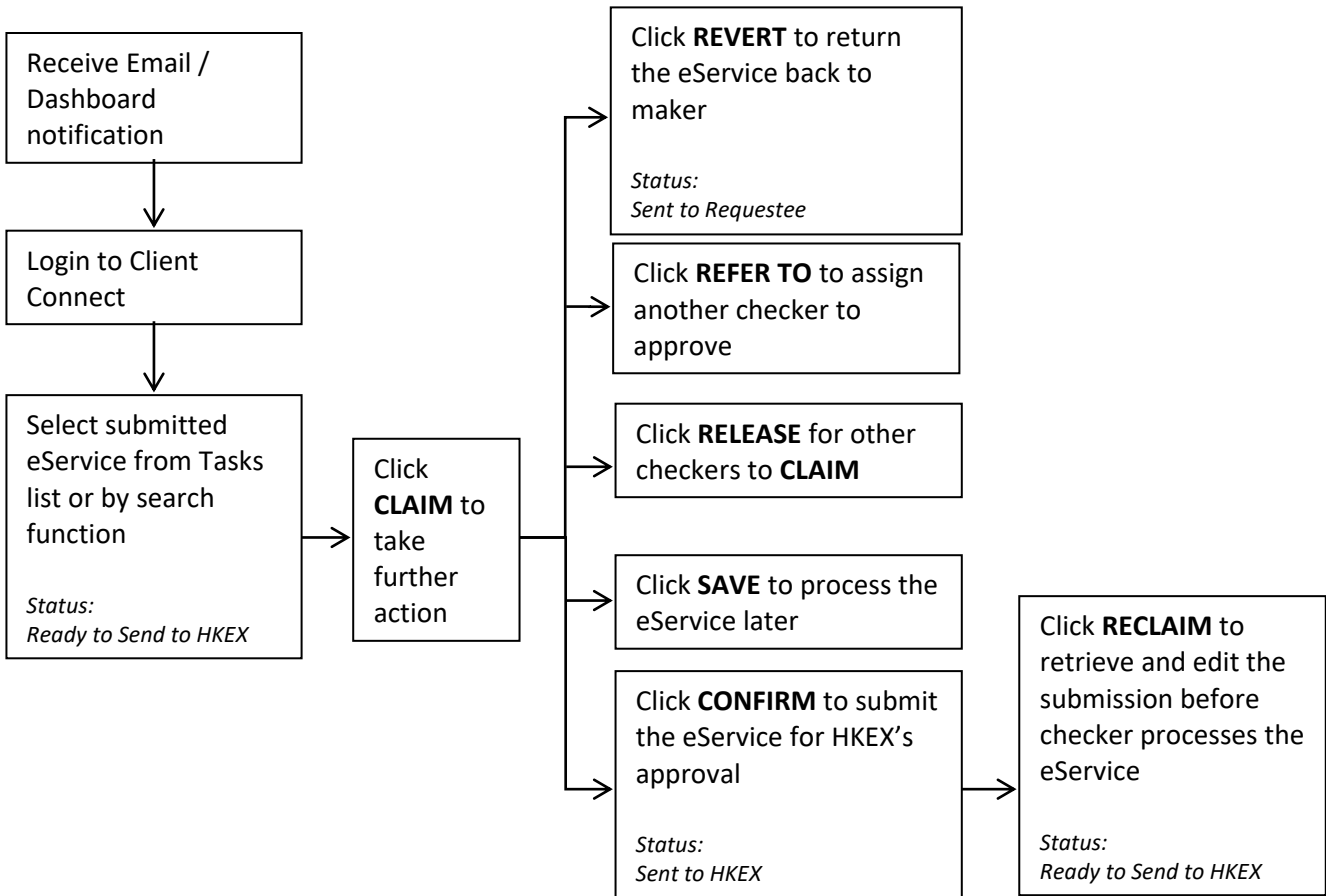 Receive Email /
Dashboard
notification
Login to Client
Connect
Select submitted
eService from Tasks
list or by search
function
Status:
Ready to Send to HKEX
Click
CLAIM to
take
further
action
Click REVERT to return
the eService back to
maker
Status:
Sent to Requestee
Click REFER TO to assign
another checker to
approve
Click RELEASE for other
checkers to CLAIM
Click SAVE to process the
eService later
Click CONFIRM to submit
the eService for HKEX’s
approval
Status:
Sent to HKEX
Click RECLAIM to
retrieve and edit the
submission before
checker processes the
eService
Status:
Ready to Send to HKEX